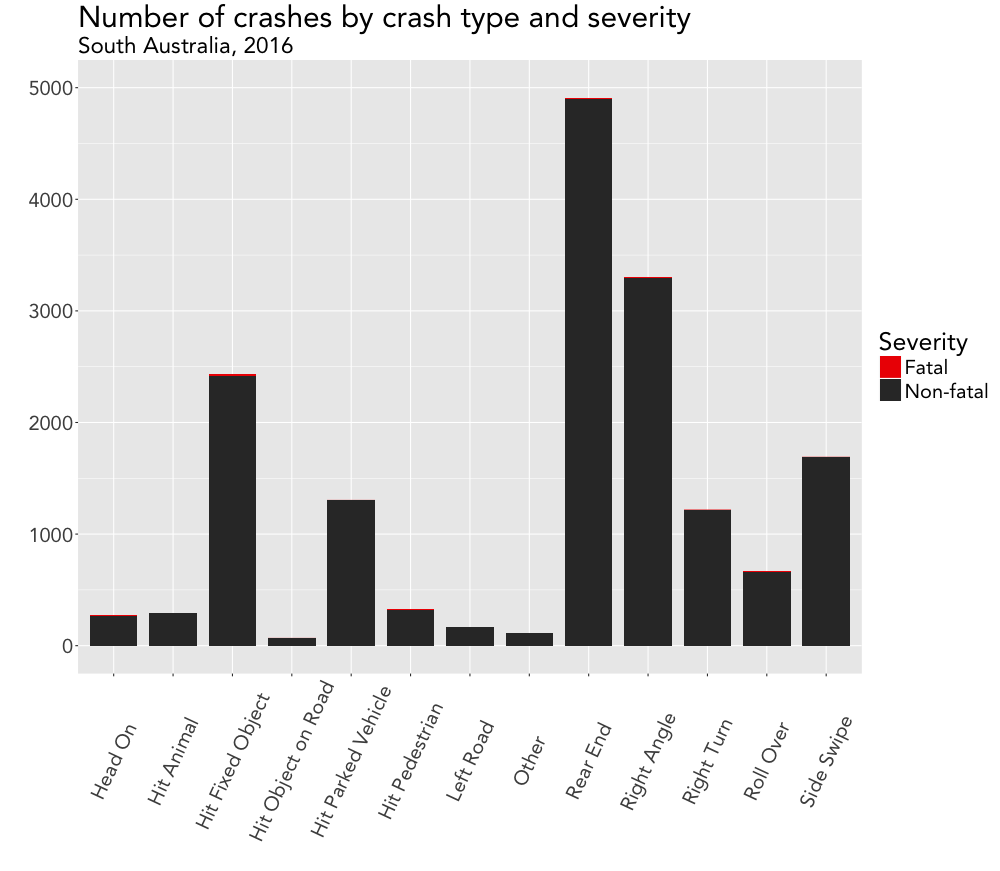 Number of crashes by crash type and severity
South Australia, 2016
5000
4000
3000
2000
1000
0
Head On
Hit Animal
Hit Fixed Object
Hit Object on Road
Hit Parked Vehicle
Hit Pedestrian
Left Road
Other
Rear End
Right Angle
Right Turn
Roll Over
Side Swipe
Severity
Fatal
Non-fatal